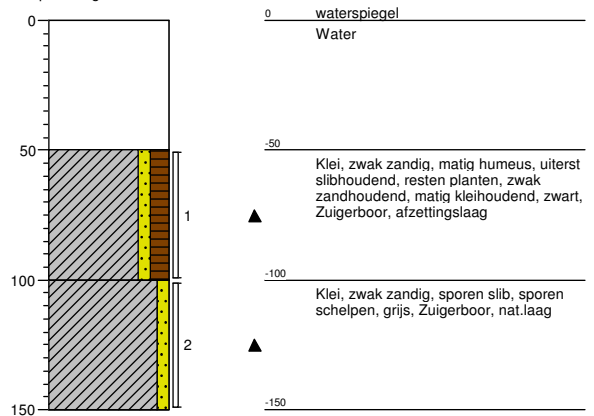 0
0 waterspiegel
Water
50
-50
Klei, zwak zandig, matig humeus, uiterst
slibhoudend, resten planten, zwak
zandhoudend, matig kleihoudend, zwart,
Zuigerboor, afzettingslaag
1
100
-100
Klei, zwak zandig, sporen slib, sporen
schelpen, grijs, Zuigerboor, nat.laag
2
150
-150